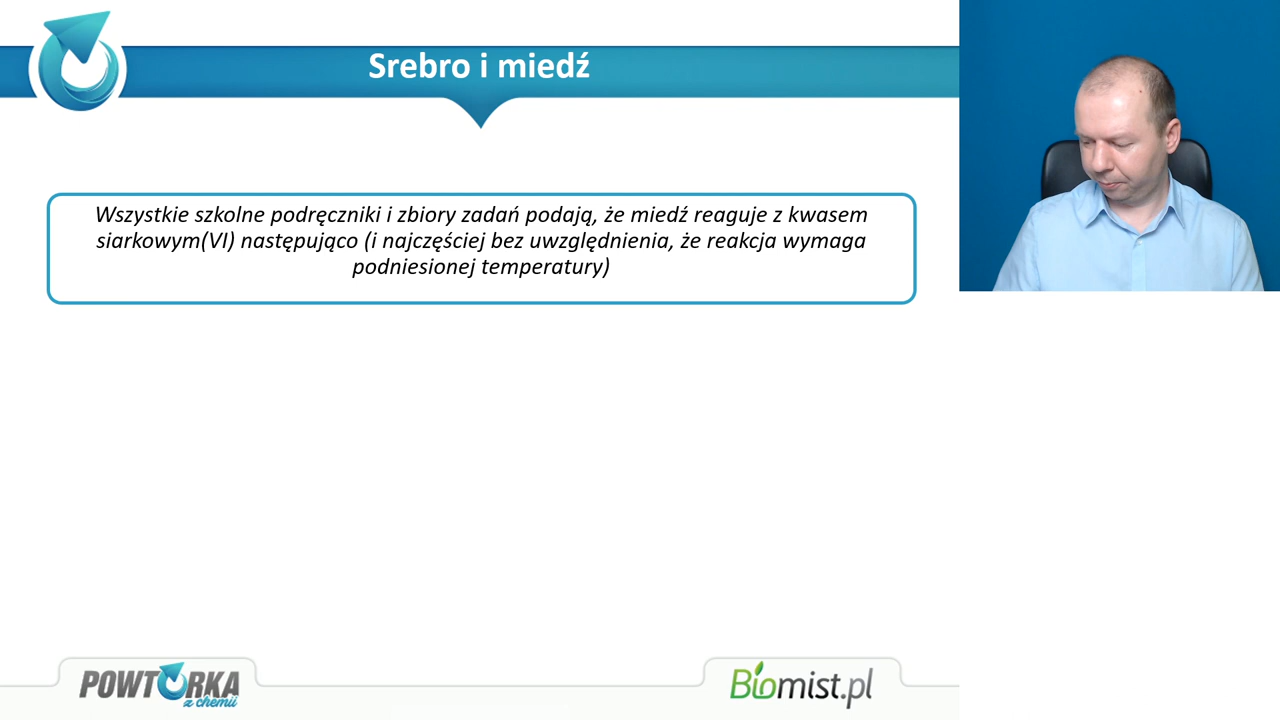 Srebro i miedź
Wszystkie szkolne podręczniki i zbiory zadań podają, że miedź reaguje z kwasem
siarkowym(VI) następująco (i najczęściej bez uwzględnienia, że reakcja wymaga
podniesionej temperatury)
POWTÓRKA
z chemii
Biomist.pl